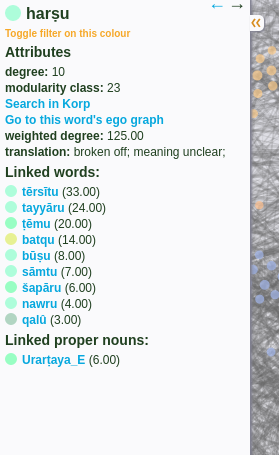 ← →
harṣu
«
Toggle filter on this colour
Attributes
degree: 10
modularity class: 23
Search in Korp
Go to this word's ego graph
weighted degree: 125.00
translation: broken off; meaning unclear;
Linked words:
tērsītu (33.00)
tayyāru (24.00)
ṭēmu (20.00)
batqu (14.00)
būṣu (8.00)
sāmtu (7.00)
šapāru (6.00)
nawru (4.00)
qalû (3.00)
Linked proper nouns:
Urarṭaya_E (6.00)